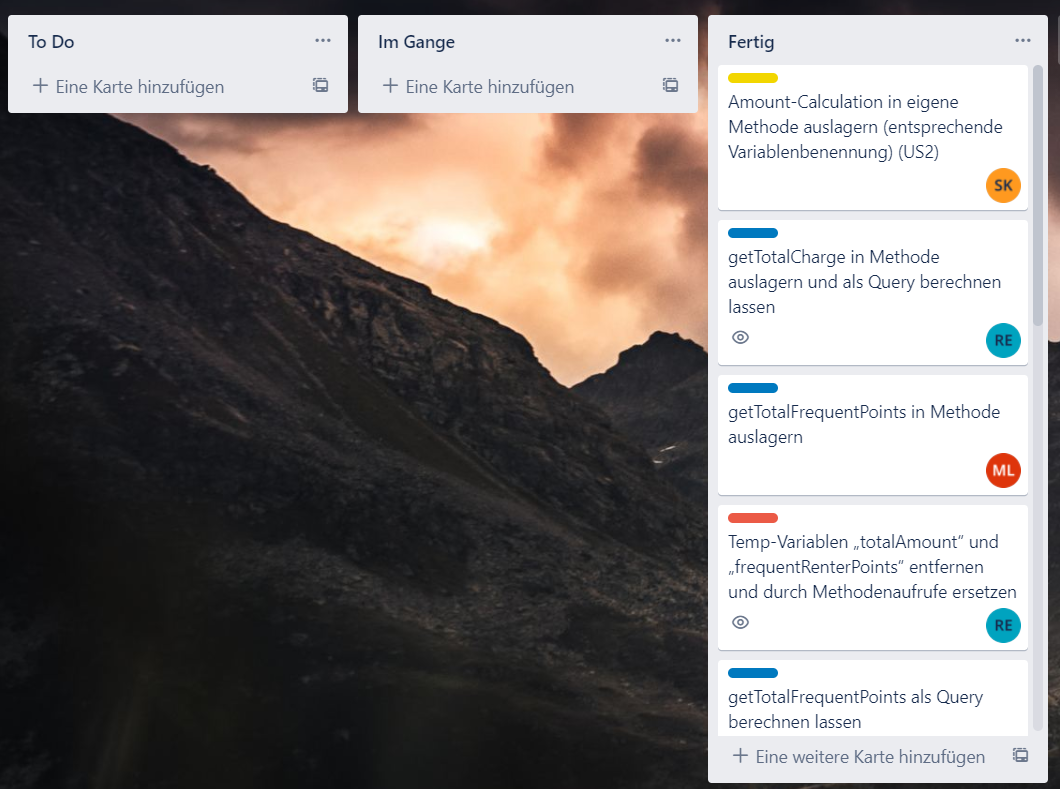 To Do
Eine Karte hinzufügen
Im Gange
Eine Karte hinzufügen
Fertig
Amount-Calculation in eigene
Methode auslagern (entsprechende
Variablenbenennung) (US2)
SK
getTotalCharge in Methode
auslagern und als Query berechnen
lassen
RE
getTotalFrequentPoints in Methode
auslagern
ML
Temp-Variablen „totalAmount“ und
„frequentRenterPoints“ entfernen
und durch Methodenaufrufe ersetzen
RE
getTotalFrequentPoints als Query
berechnen lassen
Eine weitere Karte hinzufügen